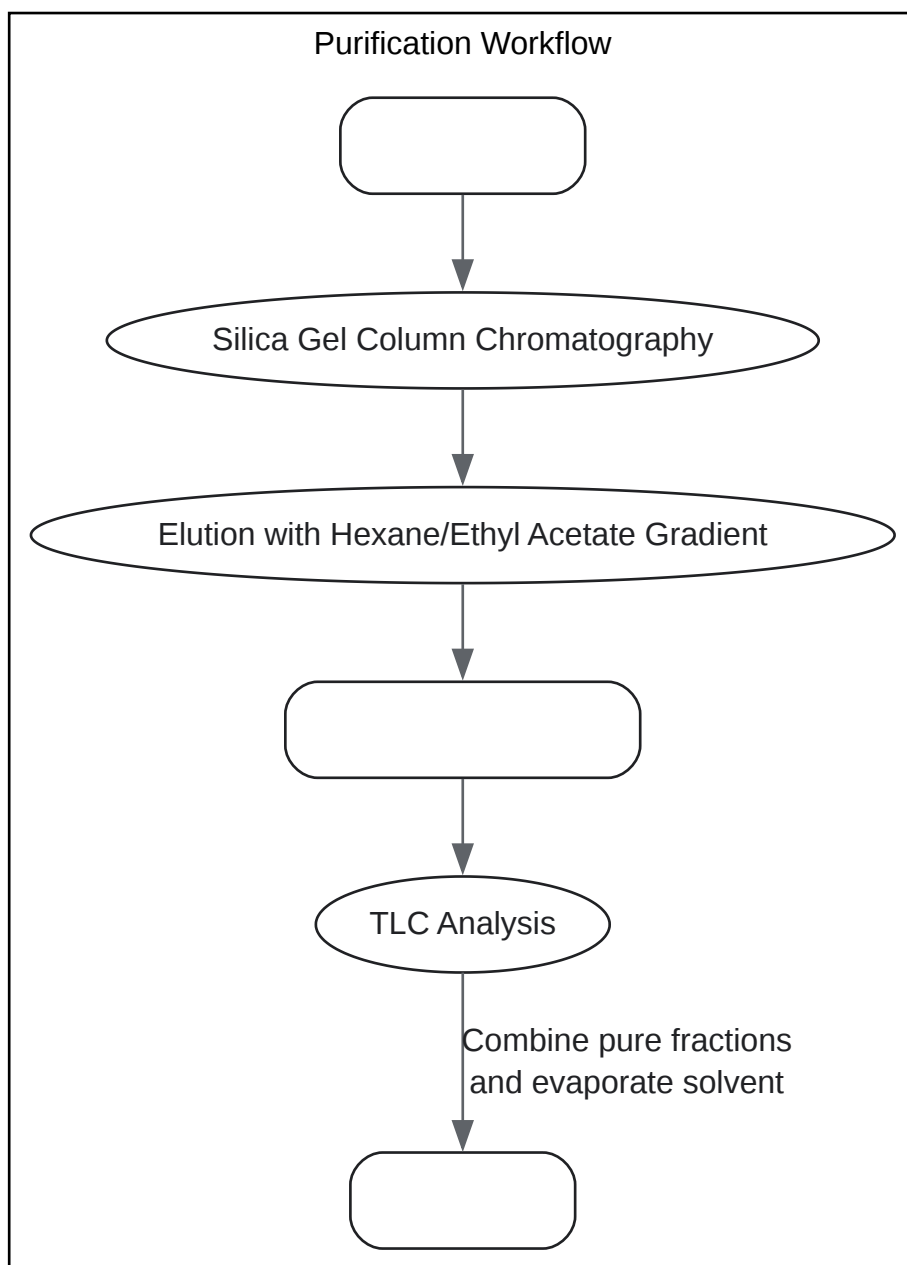 Purification Workflow
Silica Gel Column Chromatography
Elution with Hexane/Ethyl Acetate Gradient
TLC Analysis
Combine pure fractions
and evaporate solvent